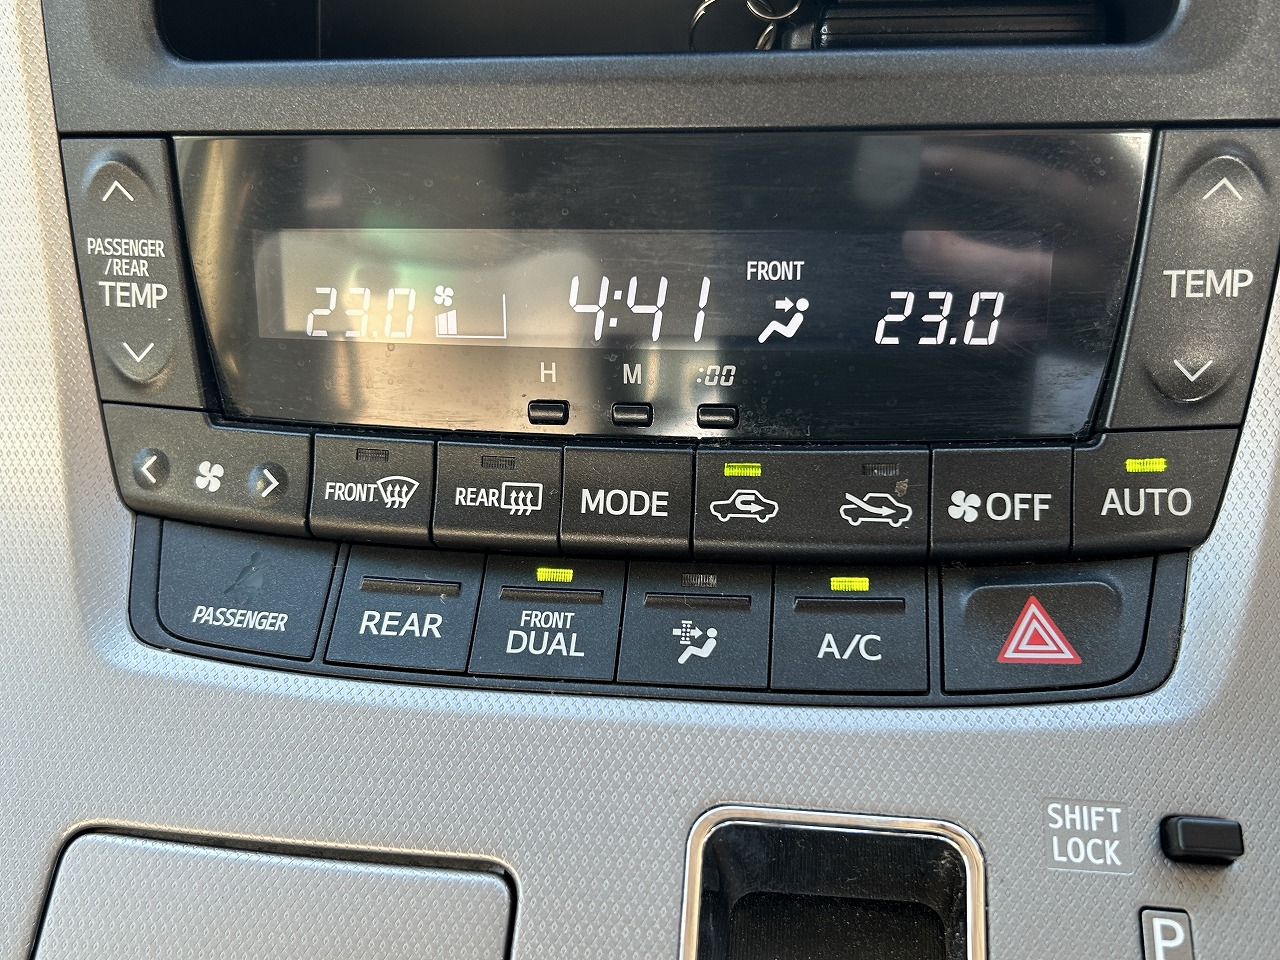 PASSENGER
/REAR
TEMP
23.0
4:41
FRONT
23.0
TEMP
H
M
:00
FRONT
REAR
MODE
OFF
AUTO
PASSENGER
REAR
FRONT
DUAL
A/C
SHIFT
LOCK
P